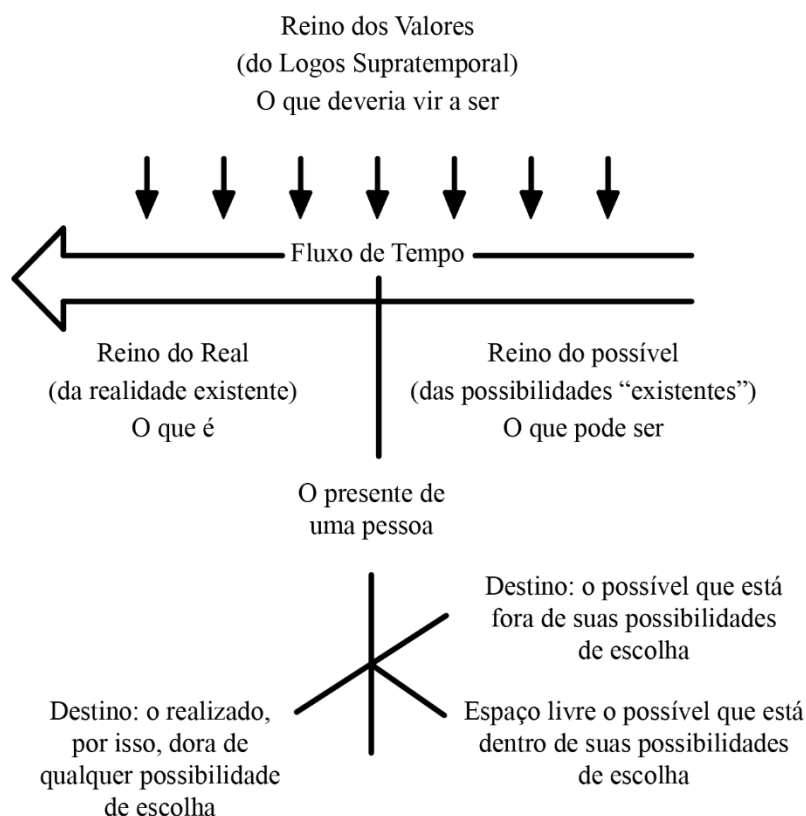 Reino dos Valores
(do Logos Supratemporal)
O que deveria vir a ser
Fluxo de Tempo
Reino do Real
(da realidade existente)
O que é
Reino do possível
(das possibilidades “existentes”)
O que pode ser
O presente de
uma pessoa
Destino: o possível que está
fora de suas possibilidades
de escolha
Destino: o realizado,
por isso, dora de
qualquer possibilidade
de escolha
Espaço livre o possível que está
dentro de suas possibilidades
de escolha